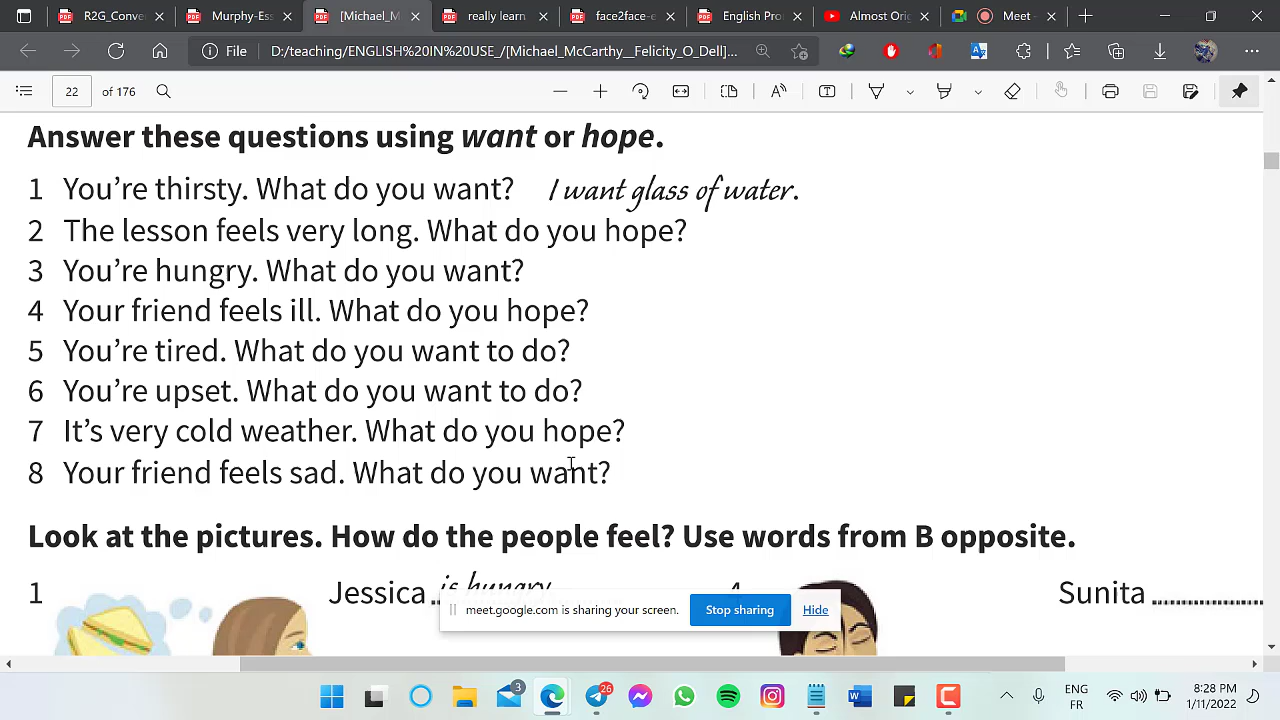 R2G_Conver
Murphy-Ess
[Michael_M
really learn
face2face-e
EnglishPro
Almost Ori
Meet -
File
D:/teaching/ENGLISH%20IN%20USE_/[Michael_McCarthy__Felicity_O_Dell]...
22 of 176
Answer these questions using want or hope.
1 You're thirsty. What do you want? I want glass of water.
2 The lesson feels very long. What do you hope?
3 You're hungry. What do you want?
4 Your friend feels ill. What do you hope?
5 You're tired. What do you want to do?
6 You're upset. What do you want to do?
7 It's very cold weather. What do you hope?
8 Your friend feels sad. What do you want?
Look at the pictures. How do the people feel? Use words from B opposite.
1 Jessica is hungry
Sunita
meet.google.com is sharing your screen. Stop sharing Hide
3
26
ENG
FR
8:28 PM
1/11/2022